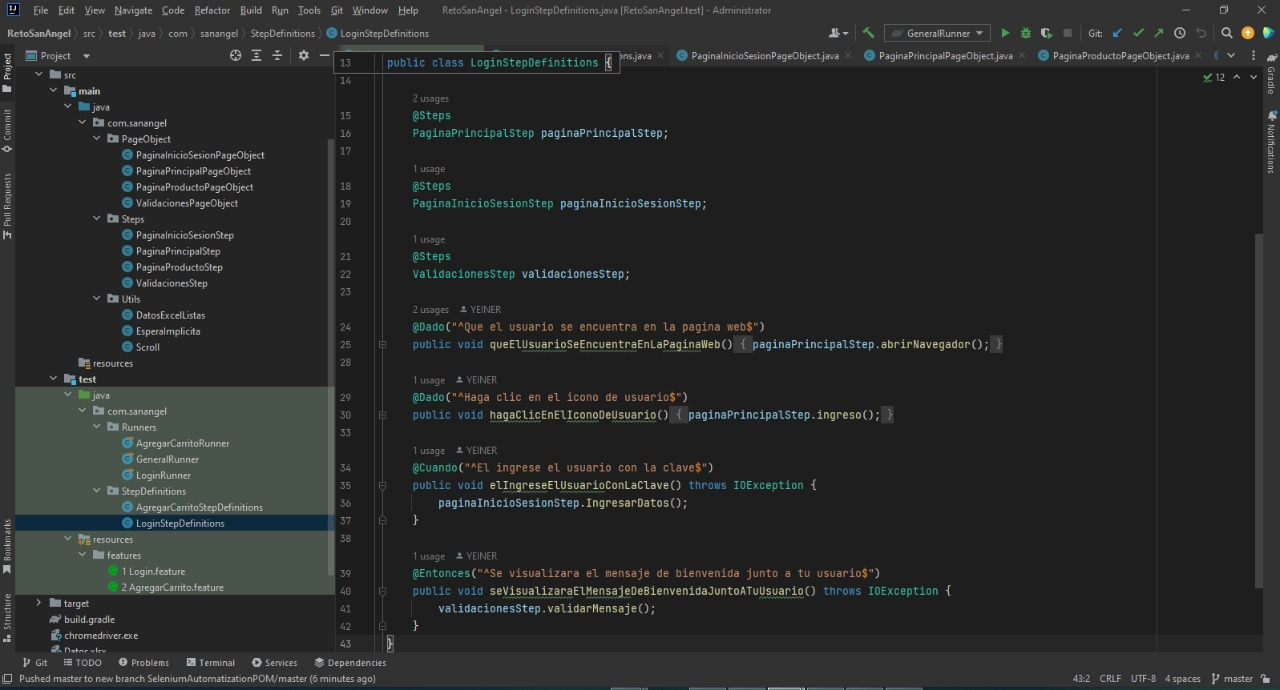 File Edit View Navigate Code Refactor Build Run Tools Git Window Help RetoSanAngel - LoginStepDefinitions.java [RetoSanAngel.test] - Administrator
RetoSanAngel src test java com sanangel StepDefinitions LoginStepDefinitions GeneralRunner Git:
Project
ons.java PaginaInicioSesionPageObject.java PaginaPrincipalPageObject.java PaginaProductoPageObject.java
src
main
java
com.sanangel
PageObject
PaginaInicioSesionPageObject
PaginaPrincipalPageObject
PaginaProductoPageObject
ValidacionesPageObject
Steps
PaginaInicioSesionStep
PaginaPrincipalStep
PaginaProductoStep
ValidacionesStep
Utils
DatosExcelListas
EsperaImplicita
Scroll
resources
test
java
com.sanangel
Runners
AgregarCarritoRunner
GeneralRunner
LoginRunner
StepDefinitions
AgregarCarritoStepDefinitions
LoginStepDefinitions
resources
features
1 Login.feature
2 AgregarCarrito.feature
target
build.gradle
chromedriver.exe
Datos.xlsx
13 public class LoginStepDefinitions {
12
14
2 usages
15 @Steps
16 PaginaPrincipalStep paginaPrincipalStep;
17
1 usage
18 @Steps
19 PaginaInicioSesionStep paginaInicioSesionStep;
20
1 usage
21 @Steps
22 ValidacionesStep validacionesStep;
23
2 usages YEINER
24 @Dado("^Que el usuario se encuentra en la pagina web$")
25 public void queElUsuarioSeEncuentraEnLaPaginaWeb() { paginaPrincipalStep.abrirNavegador(); }
28
1 usage YEINER
29 @Dado("^Haga clic en el icono de usuario$")
30 public void hagaClicEnElIconoDeUsuario() { paginaPrincipalStep.ingreso(); }
33
1 usage YEINER
34 @Cuando("^El ingrese el usuario con la clave$")
35 public void elIngreseElUsuarioConLaClave() throws IOException {
36 paginaInicioSesionStep.IngresarDatos();
37 }
38
1 usage YEINER
39 @Entonces("^Se visualizara el mensaje de bienvenida junto a tu usuario$")
40 public void seVisualizaraElMensajeDeBienvenidaJuntoATuUsuario() throws IOException {
41 validacionesStep.validarMensaje();
42 }
43 }
Project
Commit
Pull Requests
Bookmarks
Structure
Gradle
Notifications
Git TODO Problems Terminal Services Dependencies
Pushed master to new branch SeleniumAutomatizationPOM/master (6 minutes ago) 43:2 CRLF UTF-8 4 spaces master